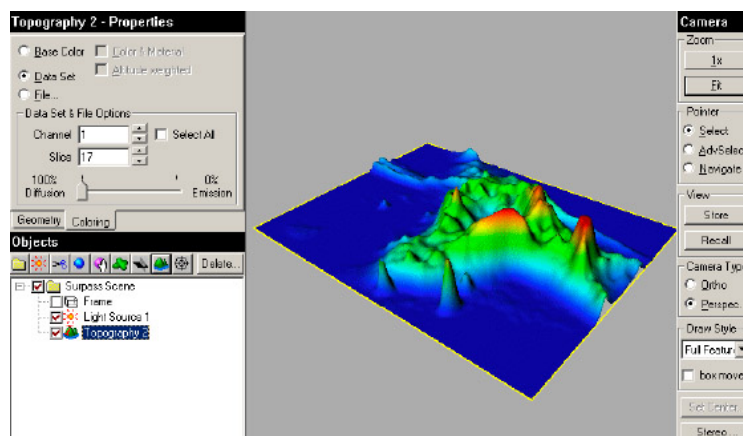 Topography 2 - Properties
Base Color
Color & Material
Data Set
Altitude weighted
File...
Data Set & File Options
Channel 1
Select All
Slice 17
100%
0%
Diffusion
Emission
Geometry
Coloring
Objects
Delete...
Surpass Scene
Frame
Light Source 1
Topography 2
Camera
Zoom
1x
Fit
Pointer
Select
AdvSelec
Navigate
View
Store
Recall
Camera Typ
Ortho
Perspec.
Draw Style
Full Featur
box move
Set Center
Stereo...